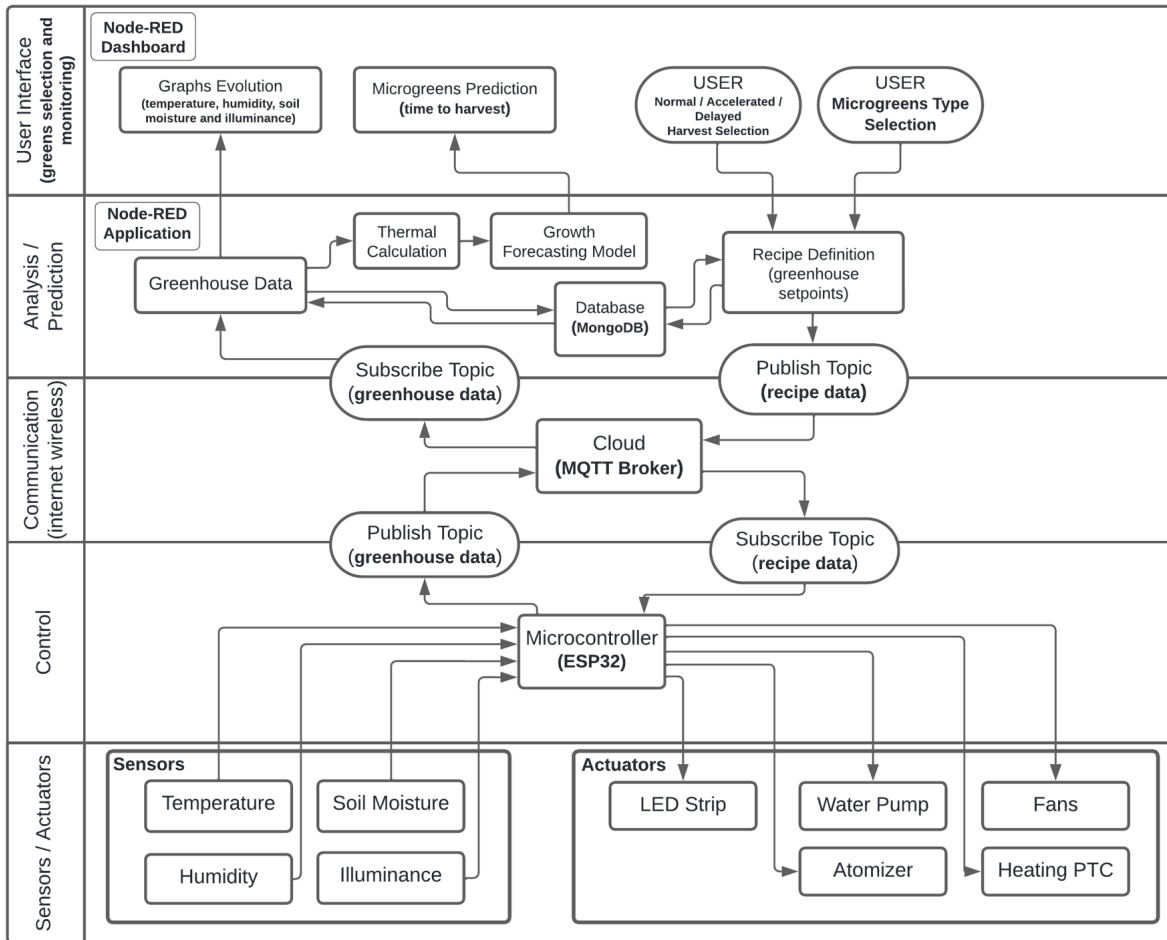 User Interface
(greens selection and
monitoring)
Node-RED
Dashboard
Graphs Evolution
(temperature, humidity, soil
moisture and illuminance)
Microgreens Prediction
(time to harvest)
USER
Normal / Accelerated /
Delayed
Harvest Selection
USER
Microgreens Type
Selection
Analysis /
Prediction
Node-RED
Application
Greenhouse Data
Thermal
Calculation
Growth
Forecasting Model
Database
(MongoDB)
Recipe Definition
(greenhouse
setpoints)
Subscribe Topic
(greenhouse data)
Publish Topic
(recipe data)
Communication
(internet wireless)
Cloud
(MQTT Broker)
Publish Topic
(greenhouse data)
Subscribe Topic
(recipe data)
Control
Microcontroller
(ESP32)
Sensors / Actuators
Sensors
Temperature
Soil Moisture
Humidity
Illuminance
Actuators
LED Strip
Water Pump
Fans
Atomizer
Heating PTC